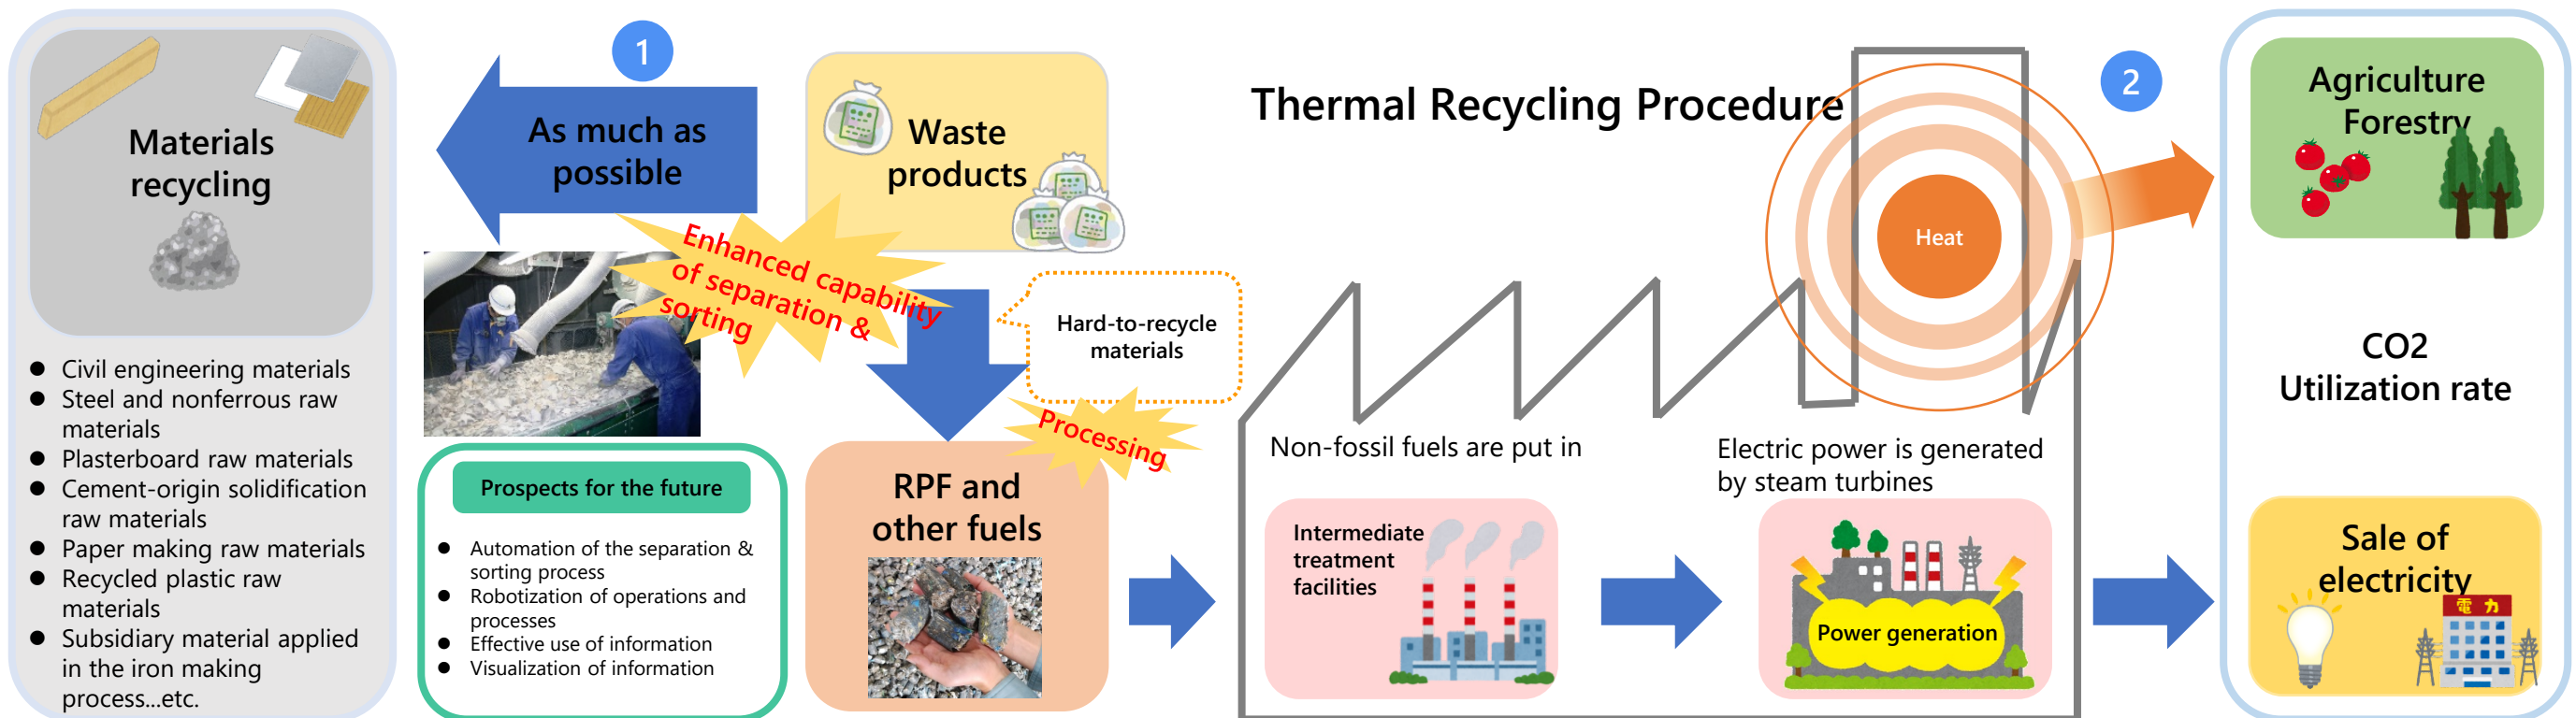 Materials
recycling
Civil engineering materials
Steel and nonferrous raw
materials
Plasterboard raw materials
Cement-origin solidification
raw materials
Paper making raw materials
Recycled plastic raw
materials
Subsidiary material applied
in the iron making
process...etc.
1
As much as
possible
Waste
products
Enhanced capability
of separation &
sorting
Hard-to-recycle
materials
Processing
Prospects for the future
Automation of the separation &
sorting process
Robotization of operations and
processes
Effective use of information
Visualization of information
RPF and
other fuels
Thermal Recycling Procedure
Heat
Non-fossil fuels are put in
Intermediate
treatment
facilities
Electric power is generated
by steam turbines
Power generation
2
Agriculture
Forestry
CO2
Utilization rate
Sale of
electricity
電力